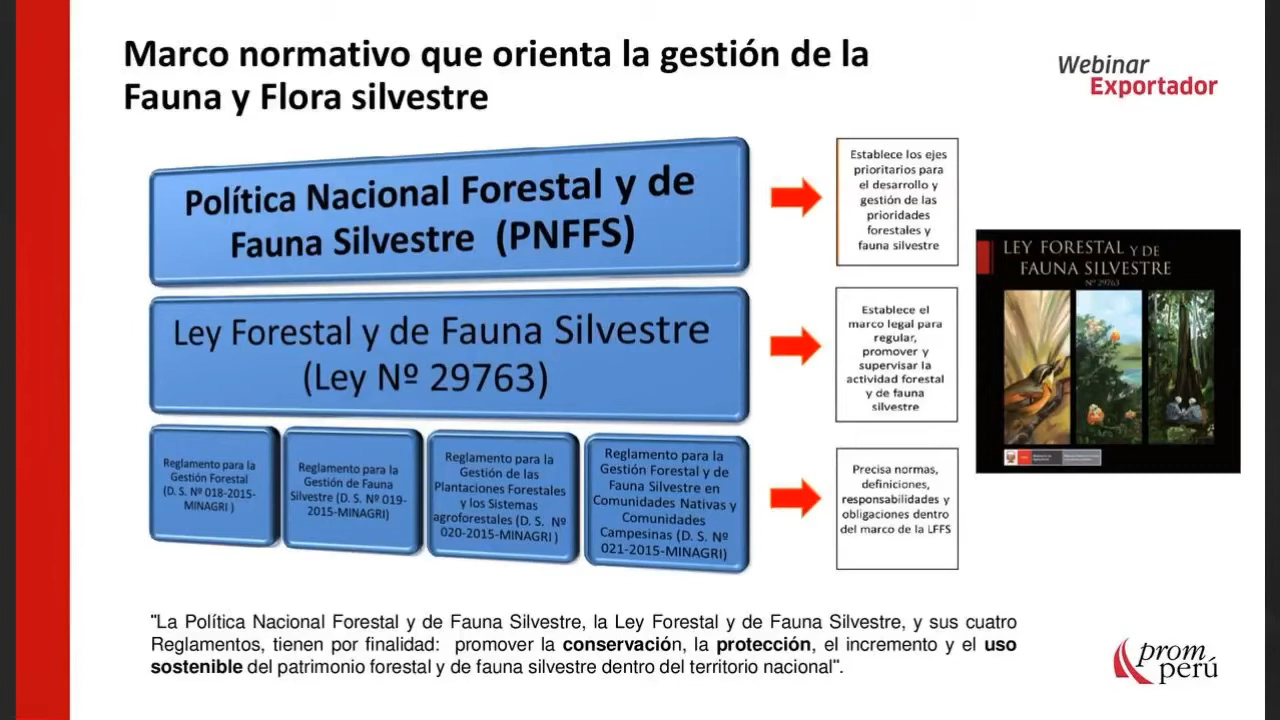 Marco normativo que orienta la gestión de la
Fauna y Flora silvestre
Webinar
Exportador
Política Nacional Forestal y de
Fauna Silvestre (PNFFS)
Establece los ejes
prioritarios para
el desarrollo y
gestión de las
prioridades
forestales y
fauna silvestre
Ley Forestal y de Fauna Silvestre
(Ley Nº 29763)
Establece el
marco legal para
regular,
promover y
supervisar la
actividad forestal
y de fauna
silvestre
LEY FORESTAL Y DE
FAUNA SILVESTRE
Nº 29763
Reglamento para la
Gestión Forestal
(D. S. Nº 018-2015-
MINAGRI )
Reglamento para la
Gestión de Fauna
Silvestre (D. S. Nº 019-
2015-MINAGRI)
Reglamento para la
Gestión de las
Plantaciones Forestales
y los Sistemas
agroforestales (D. S. Nº
020-2015-MINAGRI )
Reglamento para la
Gestión Forestal y de
Fauna Silvestre en
Comunidades Nativas y
Comunidades
Campesinas (D. S. Nº
021-2015-MINAGRI)
Precisa normas,
definiciones,
responsabilidades y
obligaciones dentro
del marco de la LFFS
"La Política Nacional Forestal y de Fauna Silvestre, la Ley Forestal y de Fauna Silvestre, y sus cuatro
Reglamentos, tienen por finalidad: promover la conservación, la protección, el incremento y el uso
sostenible del patrimonio forestal y de fauna silvestre dentro del territorio nacional".
prom
perú